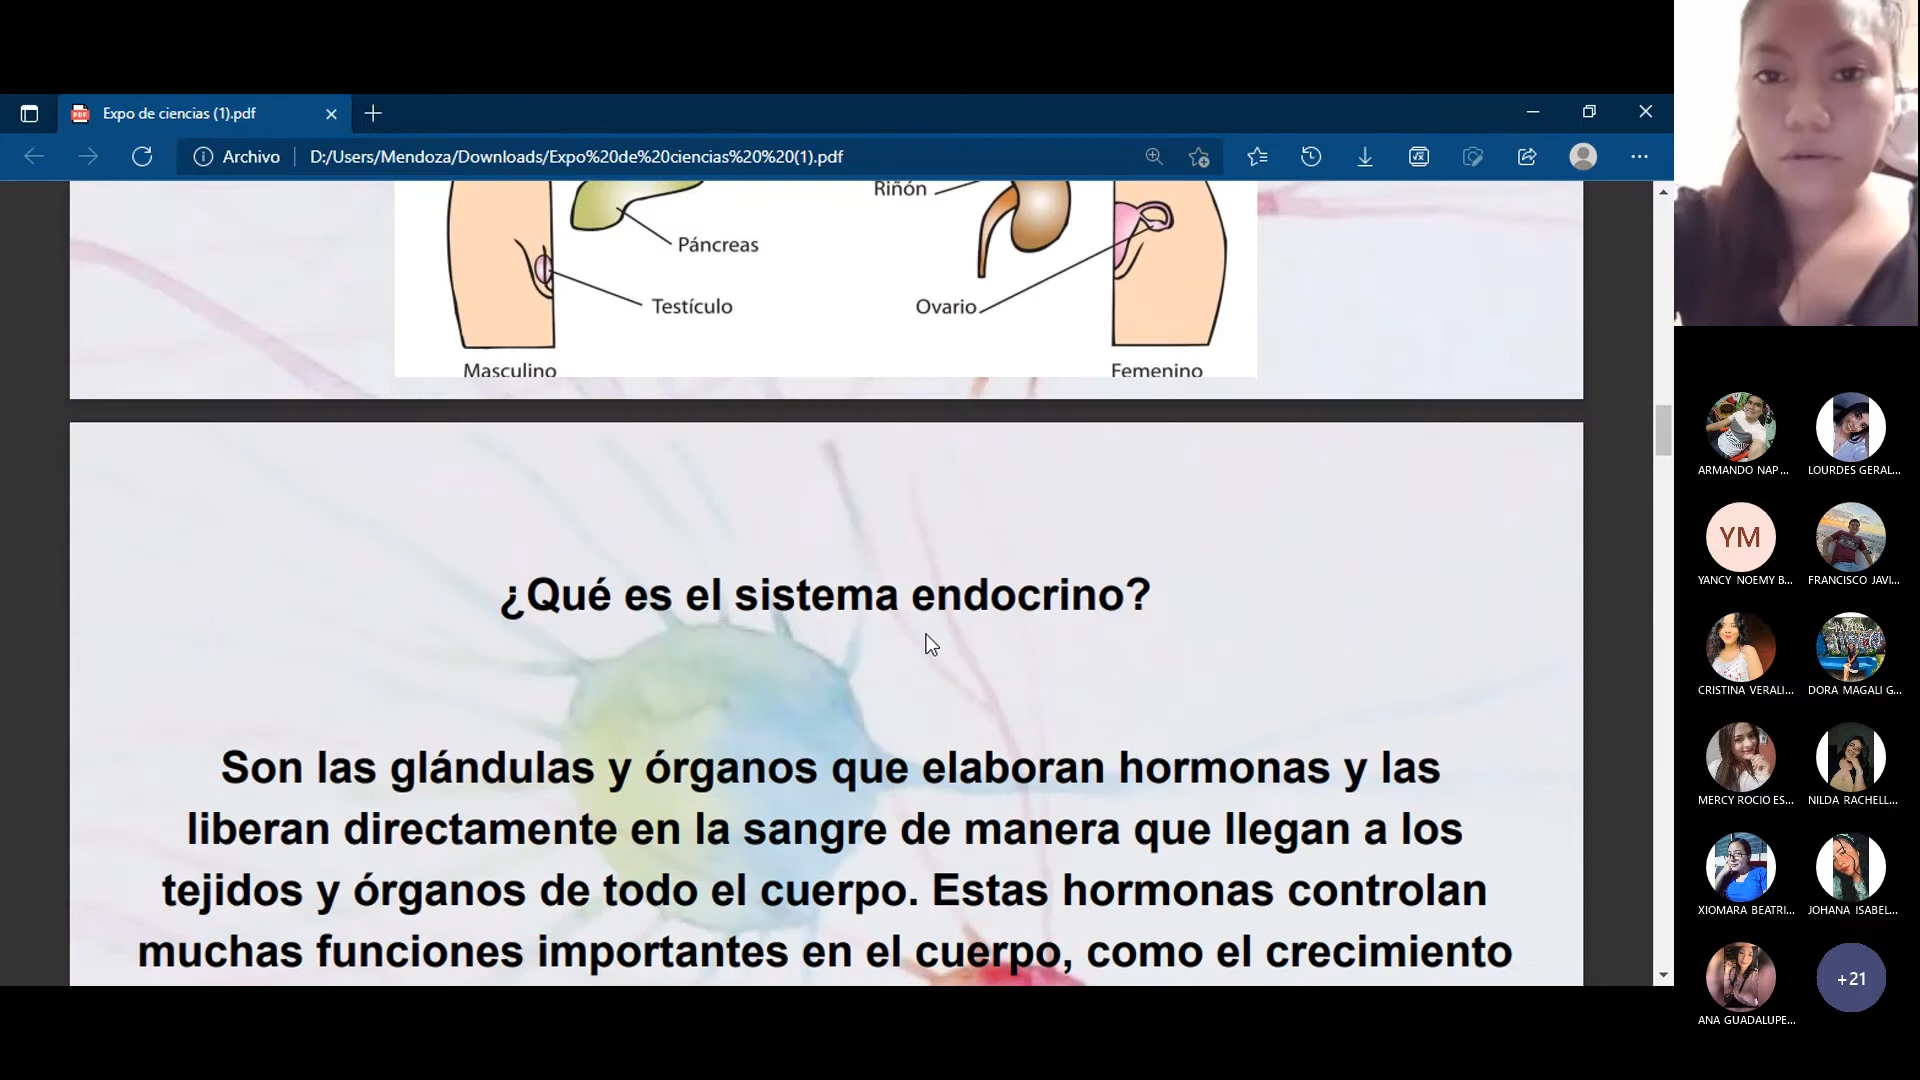 Expo de ciencias (1).pdf
Archivo
D:/Users/Mendoza/Downloads/Expo%20de%20ciencias%20%20(1).pdf
Riñón
Páncreas
Testículo
Ovario
Masculino
Femenino
¿Qué es el sistema endocrino?
Son las glándulas y órganos que elaboran hormonas y las
liberan directamente en la sangre de manera que llegan a los
tejidos y órganos de todo el cuerpo. Estas hormonas controlan
muchas funciones importantes en el cuerpo, como el crecimiento
ARMANDO NAP...
LOURDES GERAL...
YM
YANCY NOEMY B...
FRANCISCO JAVI...
CRISTINA VERALI...
DORA MAGALI G...
MERCY ROCIO ES...
NILDA RACHELL...
XIOMARA BEATRI...
JOHANA ISABEL...
ANA GUADALUPE...
+21